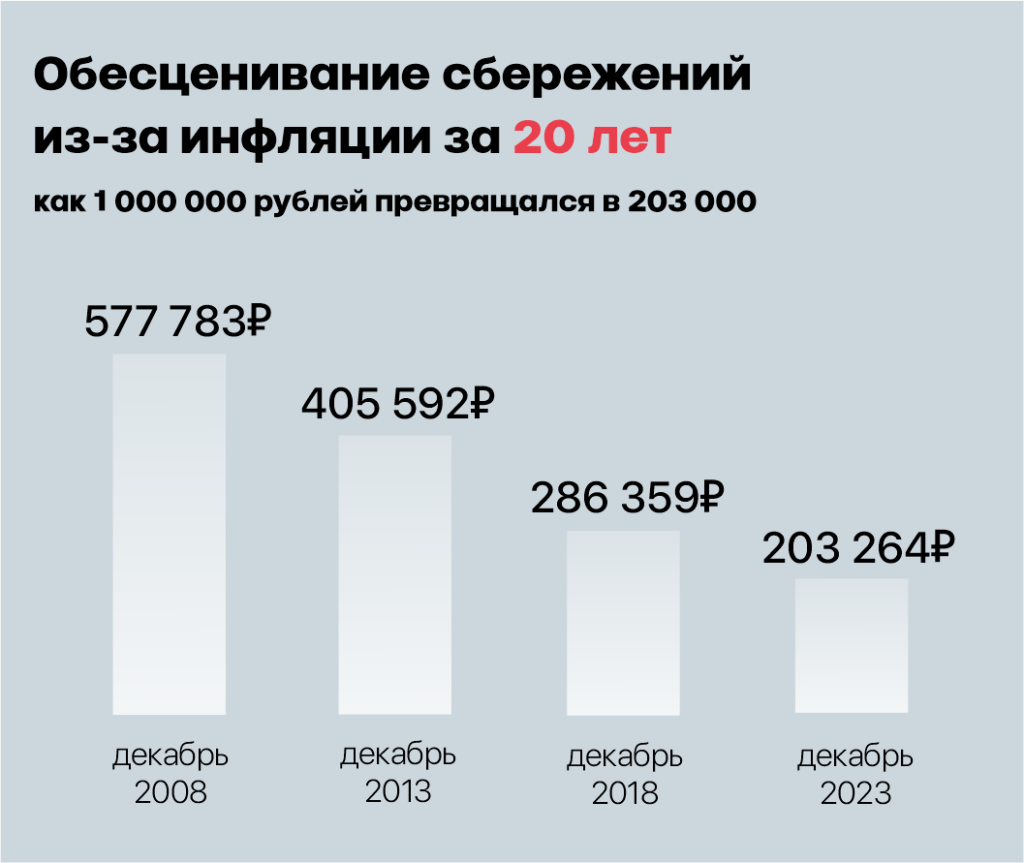 Обесценивание сбережений
из-за инфляции за 20 лет
как 1 000 000 рублей превращался в 203 000
577 783₽
405 592₽
286 359₽
203 264₽
декабрь
2008
декабрь
2013
декабрь
2018
декабрь
2023